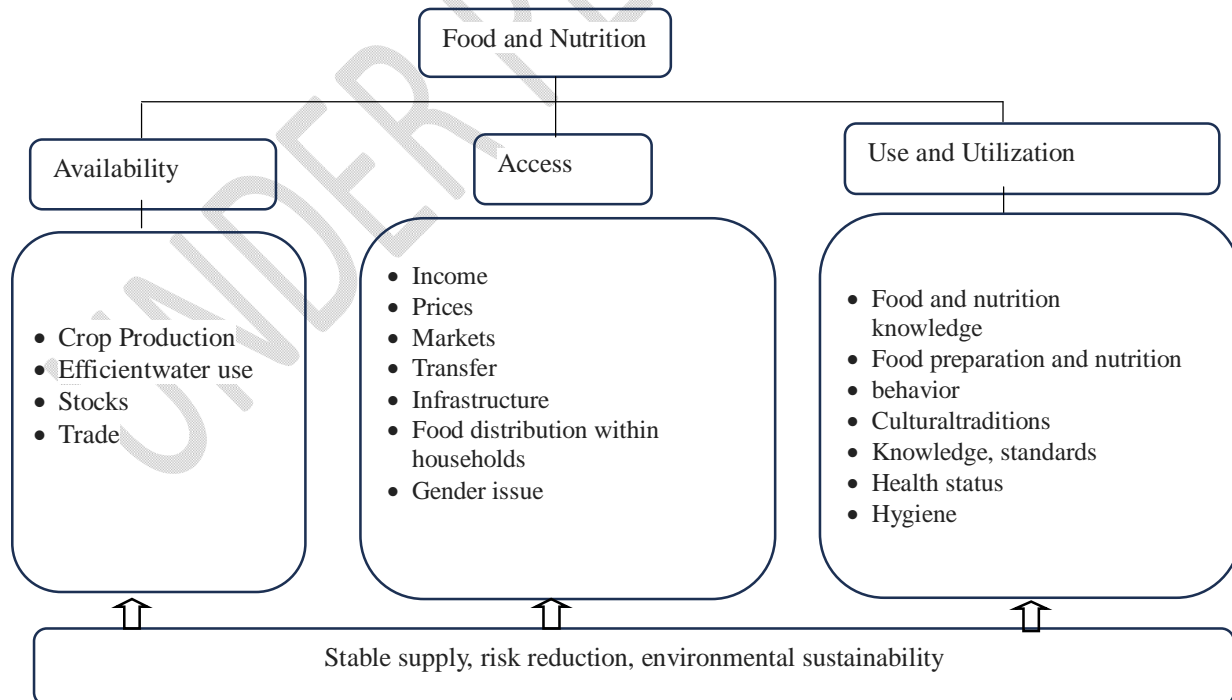 Food and Nutrition
Availability
Access
Use and Utilization
• Crop Production
• Efficientwater use
• Stocks
• Trade
• Income
• Prices
• Markets
• Transfer
• Infrastructure
• Food distribution within
households
• Gender issue
• Food and nutrition
knowledge
• Food preparation and nutrition
• behavior
• Culturaltraditions
• Knowledge, standards
• Health status
• Hygiene
Stable supply, risk reduction, environmental sustainability
UNDER